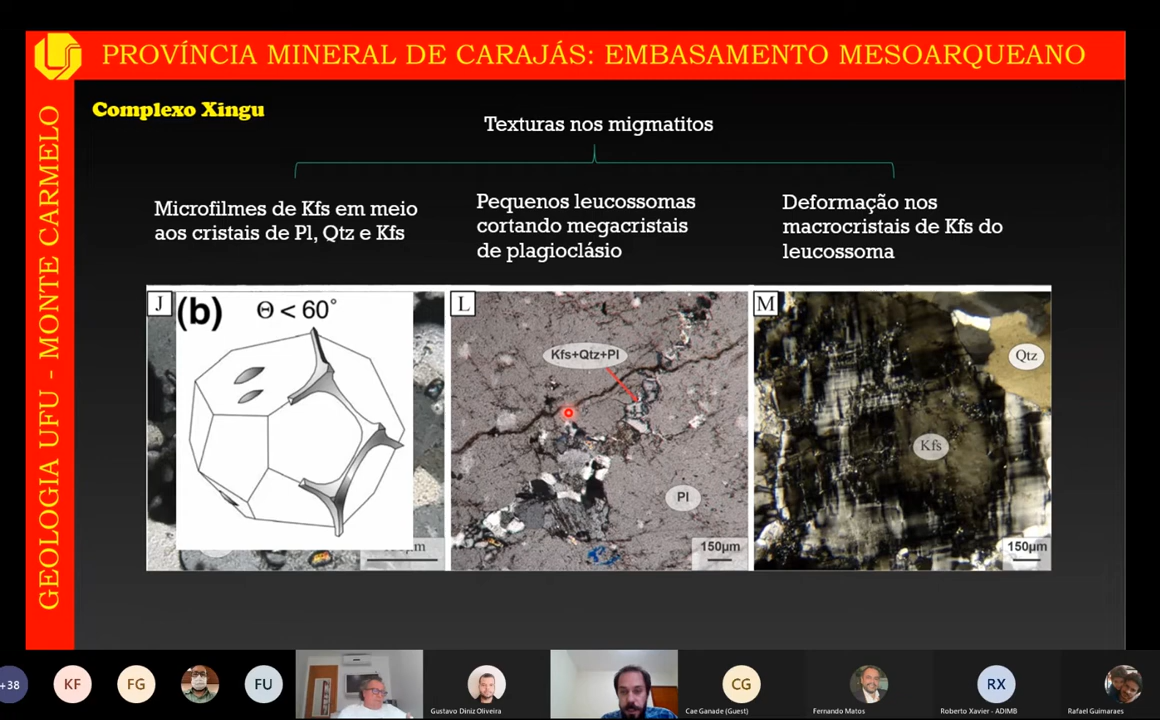 PROVÍNCIA MINERAL DE CARAJÁS: EMBASAMENTO MESOARQUEANO
GEOLOGIA UFU - MONTE CARMELO
Complexo Xingu
Texturas nos migmatitos
Microfilmes de Kfs em meio
aos cristais de Pl, Qtz e Kfs
Pequenos leucossomas
cortando megacristais
de plagioclásio
Deformação nos
macrocristais de Kfs do
leucossoma
J
(b)
Θ < 60°
L
Kfs+Qtz+Pl
Pl
150µm
M
Qtz
Kfs
150µm
+38
KF
FG
FU
Gustavo Diniz Oliveira
CG
Cae Ganade (Guest)
Fernando Matos
RX
Roberto Xavier - ADIMB
Rafael Guimaraes